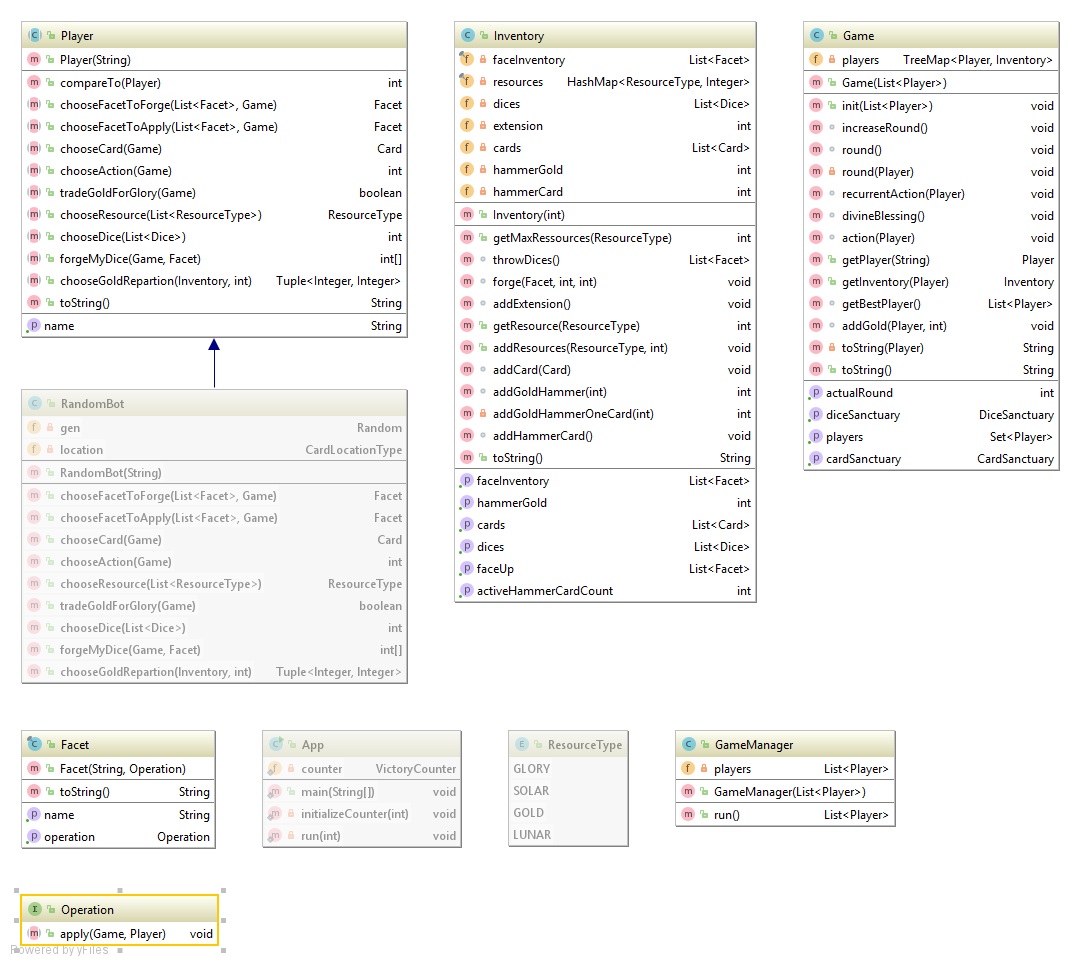 Player
Player(String)
compareTo(Player) int
chooseFacetToForge(List<Facet>, Game) Facet
chooseFacetToApply(List<Facet>, Game) Facet
chooseCard(Game) Card
chooseAction(Game) int
tradeGoldForGlory(Game) boolean
chooseResource(List<ResourceType>) ResourceType
chooseDice(List<Dice>) int
forgeMyDice(Game, Facet) int[]
chooseGoldRepartion(Inventory, int) Tuple<Integer, Integer>
toString() String
name String
RandomBot
gen Random
location CardLocationType
RandomBot(String)
chooseFacetToForge(List<Facet>, Game) Facet
chooseFacetToApply(List<Facet>, Game) Facet
chooseCard(Game) Card
chooseAction(Game) int
chooseResource(List<ResourceType>) ResourceType
tradeGoldForGlory(Game) boolean
chooseDice(List<Dice>) int
forgeMyDice(Game, Facet) int[]
chooseGoldRepartion(Inventory, int) Tuple<Integer, Integer>
Inventory
faceInventory List<Facet>
resources HashMap<ResourceType, Integer>
dices List<Dice>
extension int
cards List<Card>
hammerGold int
hammerCard int
Inventory(int)
getMaxRessources(ResourceType) int
throwDices() List<Facet>
forge(Facet, int, int) void
addExtension() void
getResource(ResourceType) int
addResources(ResourceType, int) void
addCard(Card) void
addGoldHammer(int) int
addGoldHammerOneCard(int) int
addHammerCard() void
toString() String
faceInventory List<Facet>
hammerGold int
cards List<Card>
dices List<Dice>
faceUp List<Facet>
activeHammerCardCount int
Game
players TreeMap<Player, Inventory>
Game(List<Player>)
init(List<Player>) void
increaseRound() void
round() void
round(Player) void
recurrentAction(Player) void
divineBlessing() void
action(Player) void
getPlayer(String) Player
getInventory(Player) Inventory
getBestPlayer() List<Player>
addGold(Player, int) void
toString(Player) String
toString() String
actualRound int
diceSanctuary DiceSanctuary
players Set<Player>
cardSanctuary CardSanctuary
Facet
Facet(String, Operation)
toString() String
name String
operation Operation
App
counter VictoryCounter
main(String[]) void
initializeCounter(int) void
run(int) void
ResourceType
GLORY
SOLAR
GOLD
LUNAR
GameManager
players List<Player>
GameManager(List<Player>)
run() List<Player>
Operation
apply(Game, Player) void
Powered by yFiles